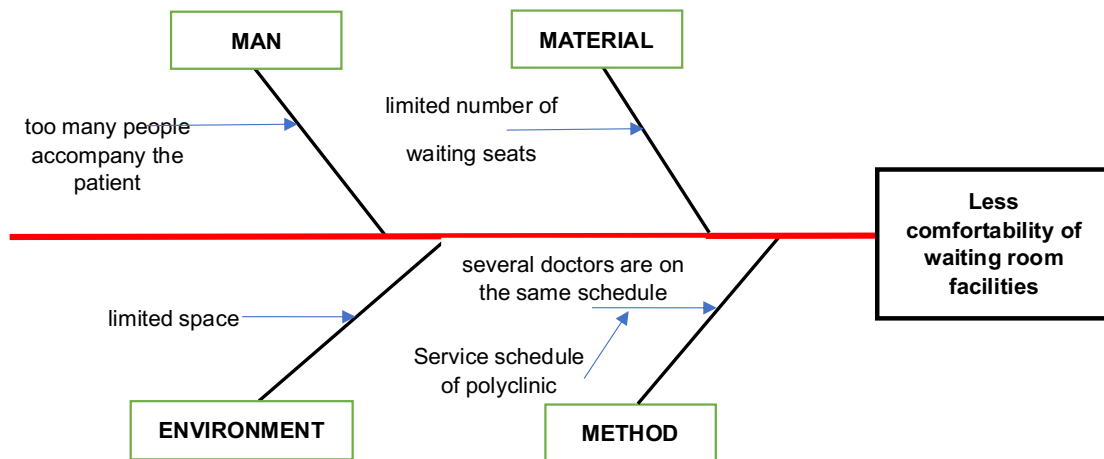 MAN
MATERIAL
too many people
accompany the
patient
limited number of
waiting seats
Less
comfortability of
waiting room
facilities
several doctors are on
the same schedule
limited space
Service schedule
of polyclinic
ENVIRONMENT
METHOD